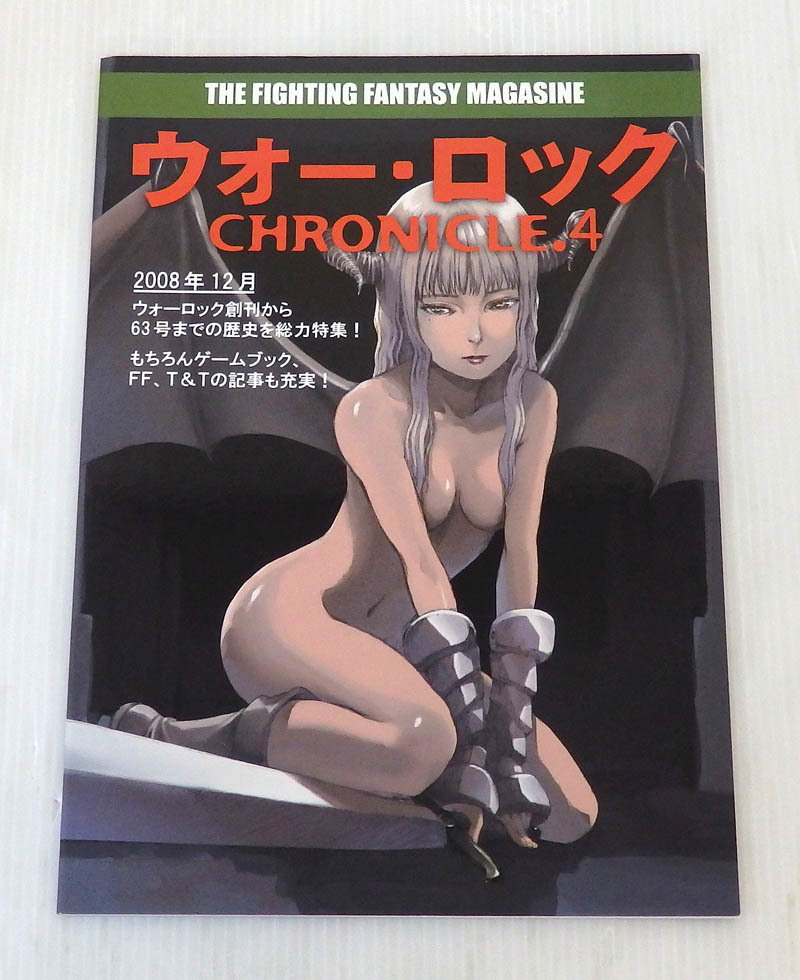 THE FIGHTING FANTASY MAGASINE
ウォー・ロック
CHRONICLE.4
2008年12月
ウォーロック創刊から
63号までの歴史を総力特集！
もちろんゲームブック、
FF、T＆Tの記事も充実！